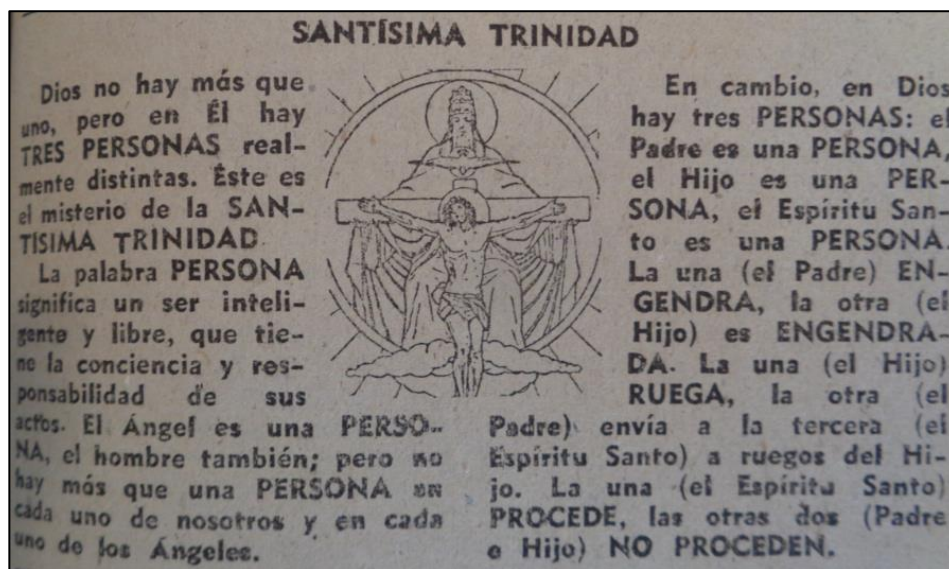 SANTÍSIMA TRINIDAD
Dios no hay más que
uno, pero en Él hay
TRES PERSONAS real-
mente distintas. Éste es
el misterio de la SAN-
TÍSIMA TRINIDAD.
La palabra PERSONA
significa un ser inteli-
gente y libre, que tie-
ne la conciencia y res-
ponsabilidad de sus
actos. El Ángel es una PERSO-
NA, el hombre también; pero no
hay más que una PERSONA en
cada uno de nosotros y en cada
uno de los Ángeles.
En cambio, en Dios
hay tres PERSONAS: el
Padre es una PERSONA,
el Hijo es una PER-
SONA, el Espíritu San-
to es una PERSONA
La una (el Padre) EN-
GENDRA, la otra (el
Hijo) es ENGENDRA-
DA. La una (el Hijo)
RUEGA, la otra (el
Padre) envía a la tercera (el
Espíritu Santo) a ruegos del Hi-
jo. La una (el Espíritu Santo)
PROCEDE, las otras dos (Padre
e Hijo) NO PROCEDEN.